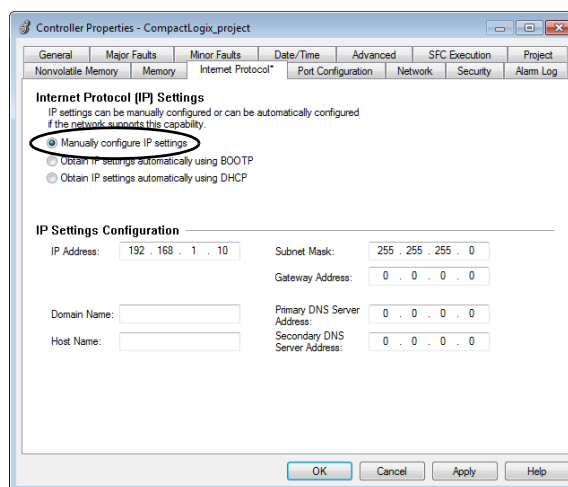 Controller Properties - CompactLogix_project
General Major Faults Minor Faults Date/Time Advanced SFC Execution Project
Nonvolatile Memory Memory Internet Protocol* Port Configuration Network Security Alarm Log
Internet Protocol (IP) Settings
IP settings can be manually configured or can be automatically configured
if the network supports this capability.
Manually configure IP settings
Obtain IP settings automatically using BOOTP
Obtain IP settings automatically using DHCP
IP Settings Configuration
IP Address: 192 . 168 . 1 . 10 Subnet Mask: 255 . 255 . 255 . 0
Gateway Address: 0 . 0 . 0 . 0
Domain Name: Primary DNS Server
Address: 0 . 0 . 0 . 0
Host Name: Secondary DNS
Server Address: 0 . 0 . 0 . 0
OK Cancel Apply Help